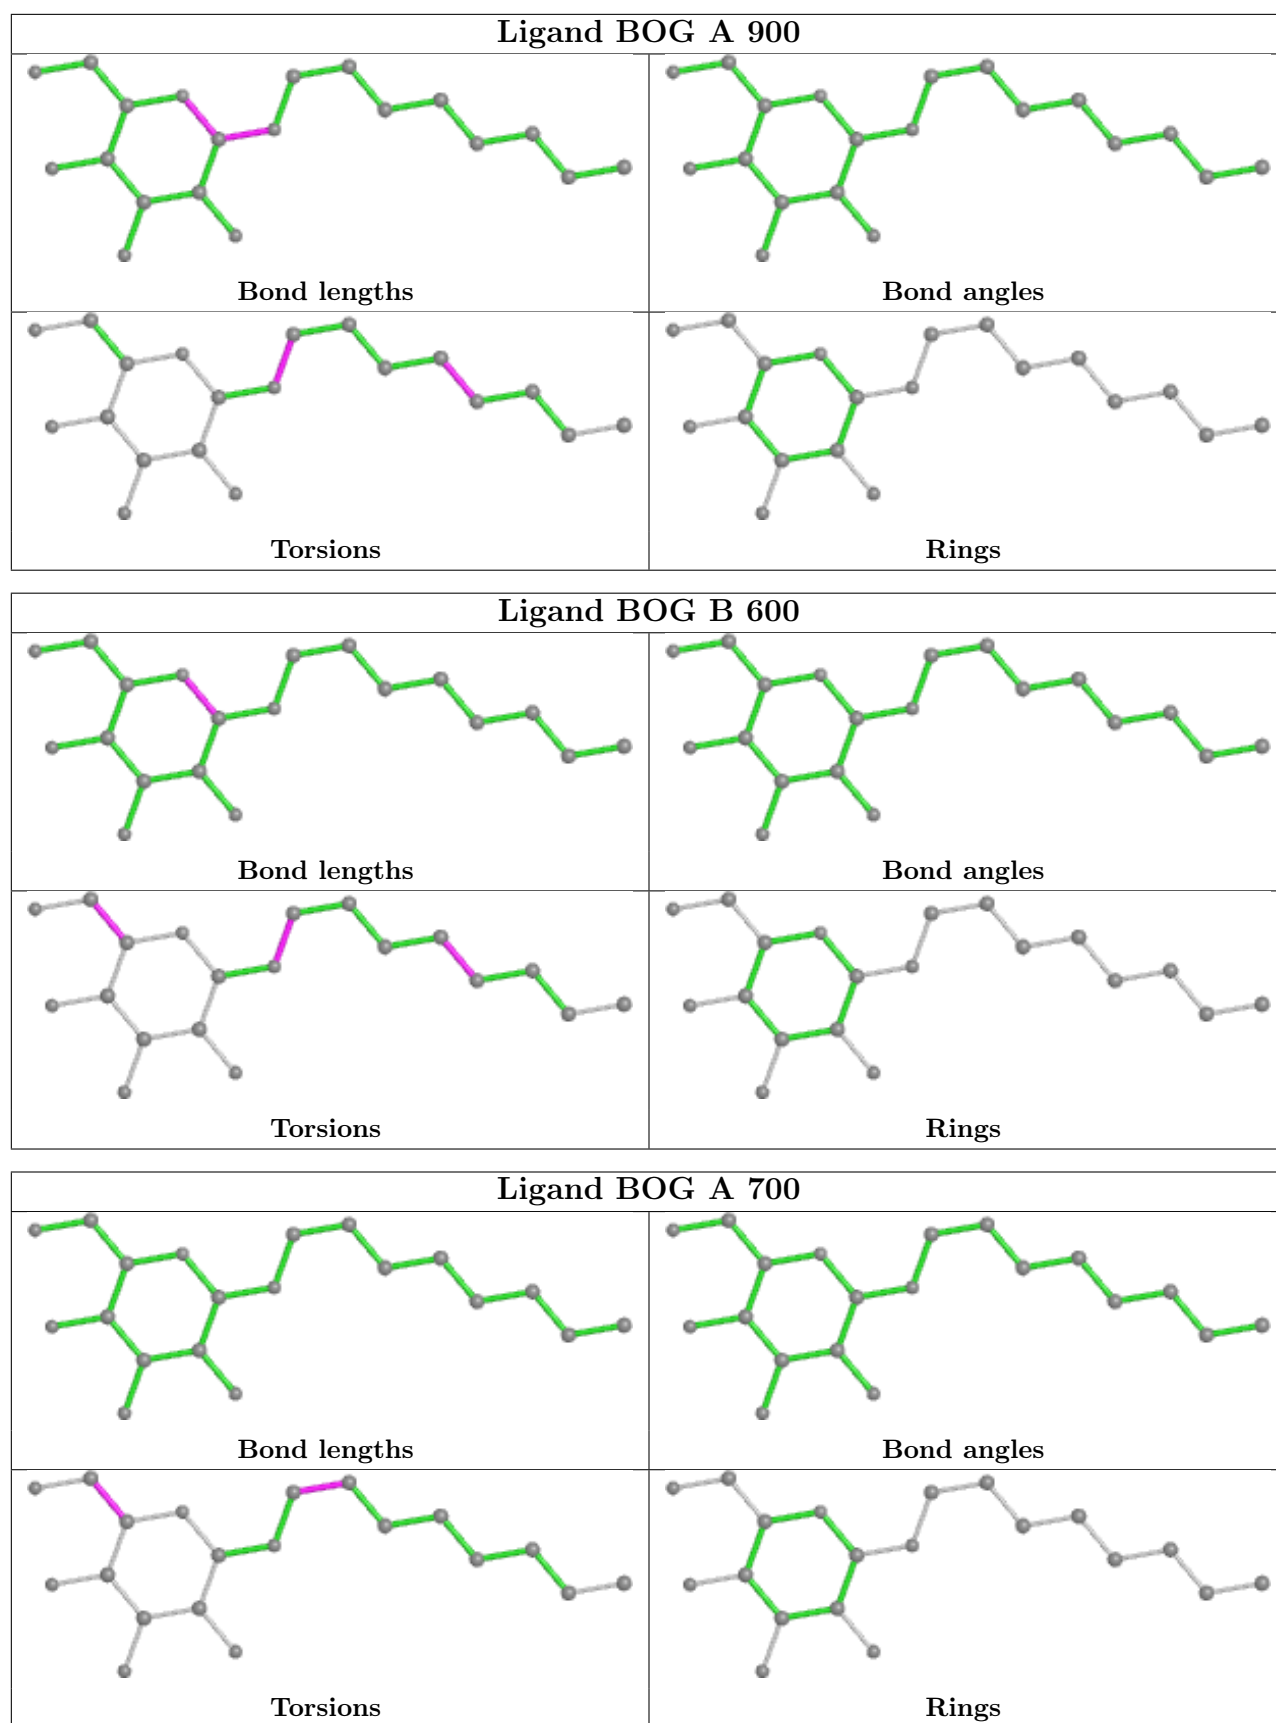 Ligand BOG A 900
Bond lengths
Bond angles
Torsions
Rings
Ligand BOG B 600
Bond lengths
Bond angles
Torsions
Rings
Ligand BOG A 700
Bond lengths
Bond angles
Torsions
Rings